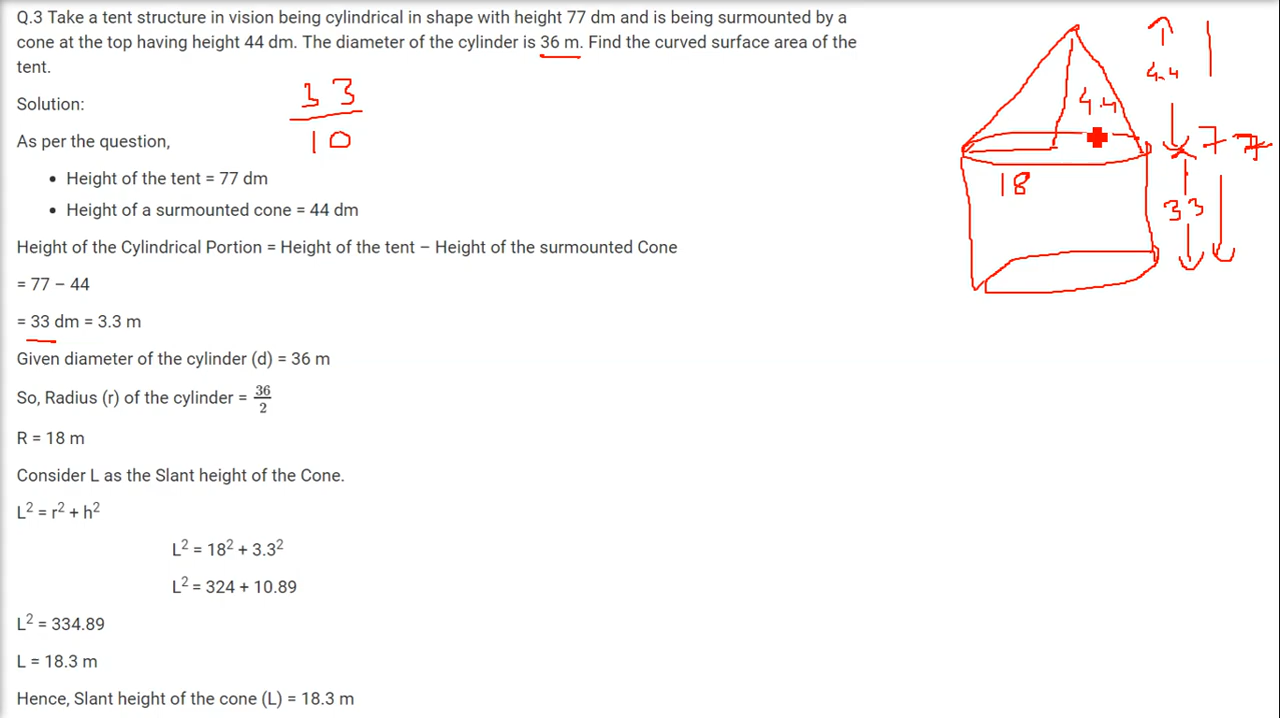 Q.3 Take a tent structure in vision being cylindrical in shape with height 77 dm and is being surmounted by a
cone at the top having height 44 dm. The diameter of the cylinder is 36 m. Find the curved surface area of the
tent.
Solution:
33
10
As per the question,
• Height of the tent = 77 dm
• Height of a surmounted cone = 44 dm
Height of the Cylindrical Portion = Height of the tent − Height of the surmounted Cone
= 77 − 44
= 33 dm = 3.3 m
Given diameter of the cylinder (d) = 36 m
So, Radius (r) of the cylinder = 36/2
R = 18 m
Consider L as the Slant height of the Cone.
L² = r² + h²
L² = 18² + 3.3²
L² = 324 + 10.89
L² = 334.89
L = 18.3 m
Hence, Slant height of the cone (L) = 18.3 m
4.4
4.4
77
18
33